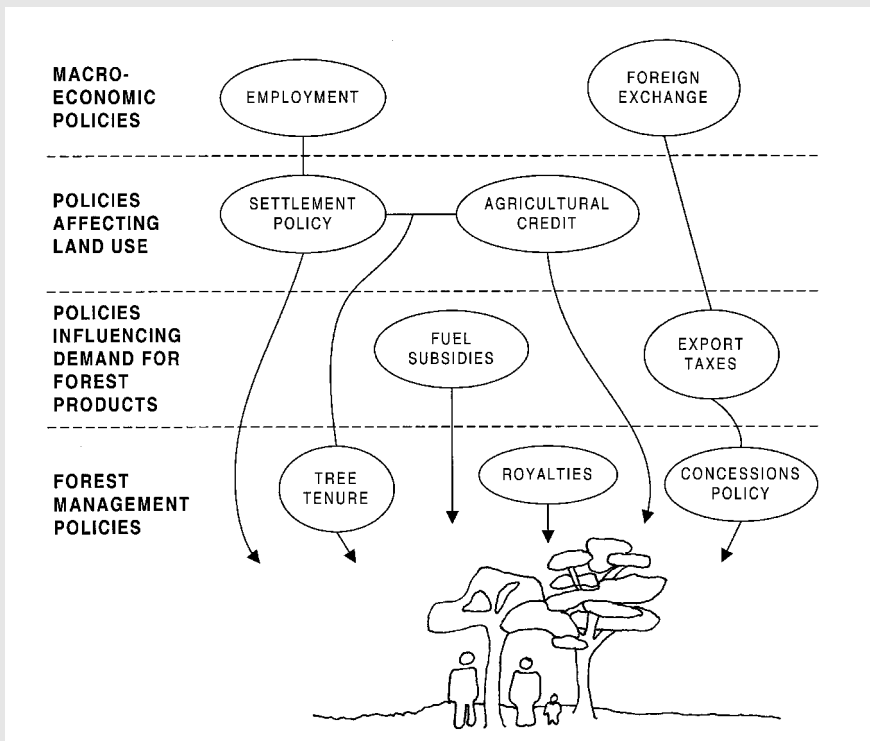 MACRO-
ECONOMIC
POLICIES
EMPLOYMENT
FOREIGN
EXCHANGE
POLICIES
AFFECTING
LAND USE
SETTLEMENT
POLICY
AGRICULTURAL
CREDIT
POLICIES
INFLUENCING
DEMAND FOR
FOREST
PRODUCTS
FUEL
SUBSIDIES
EXPORT
TAXES
FOREST
MANAGEMENT
POLICIES
TREE
TENURE
ROYALTIES
CONCESSIONS
POLICY